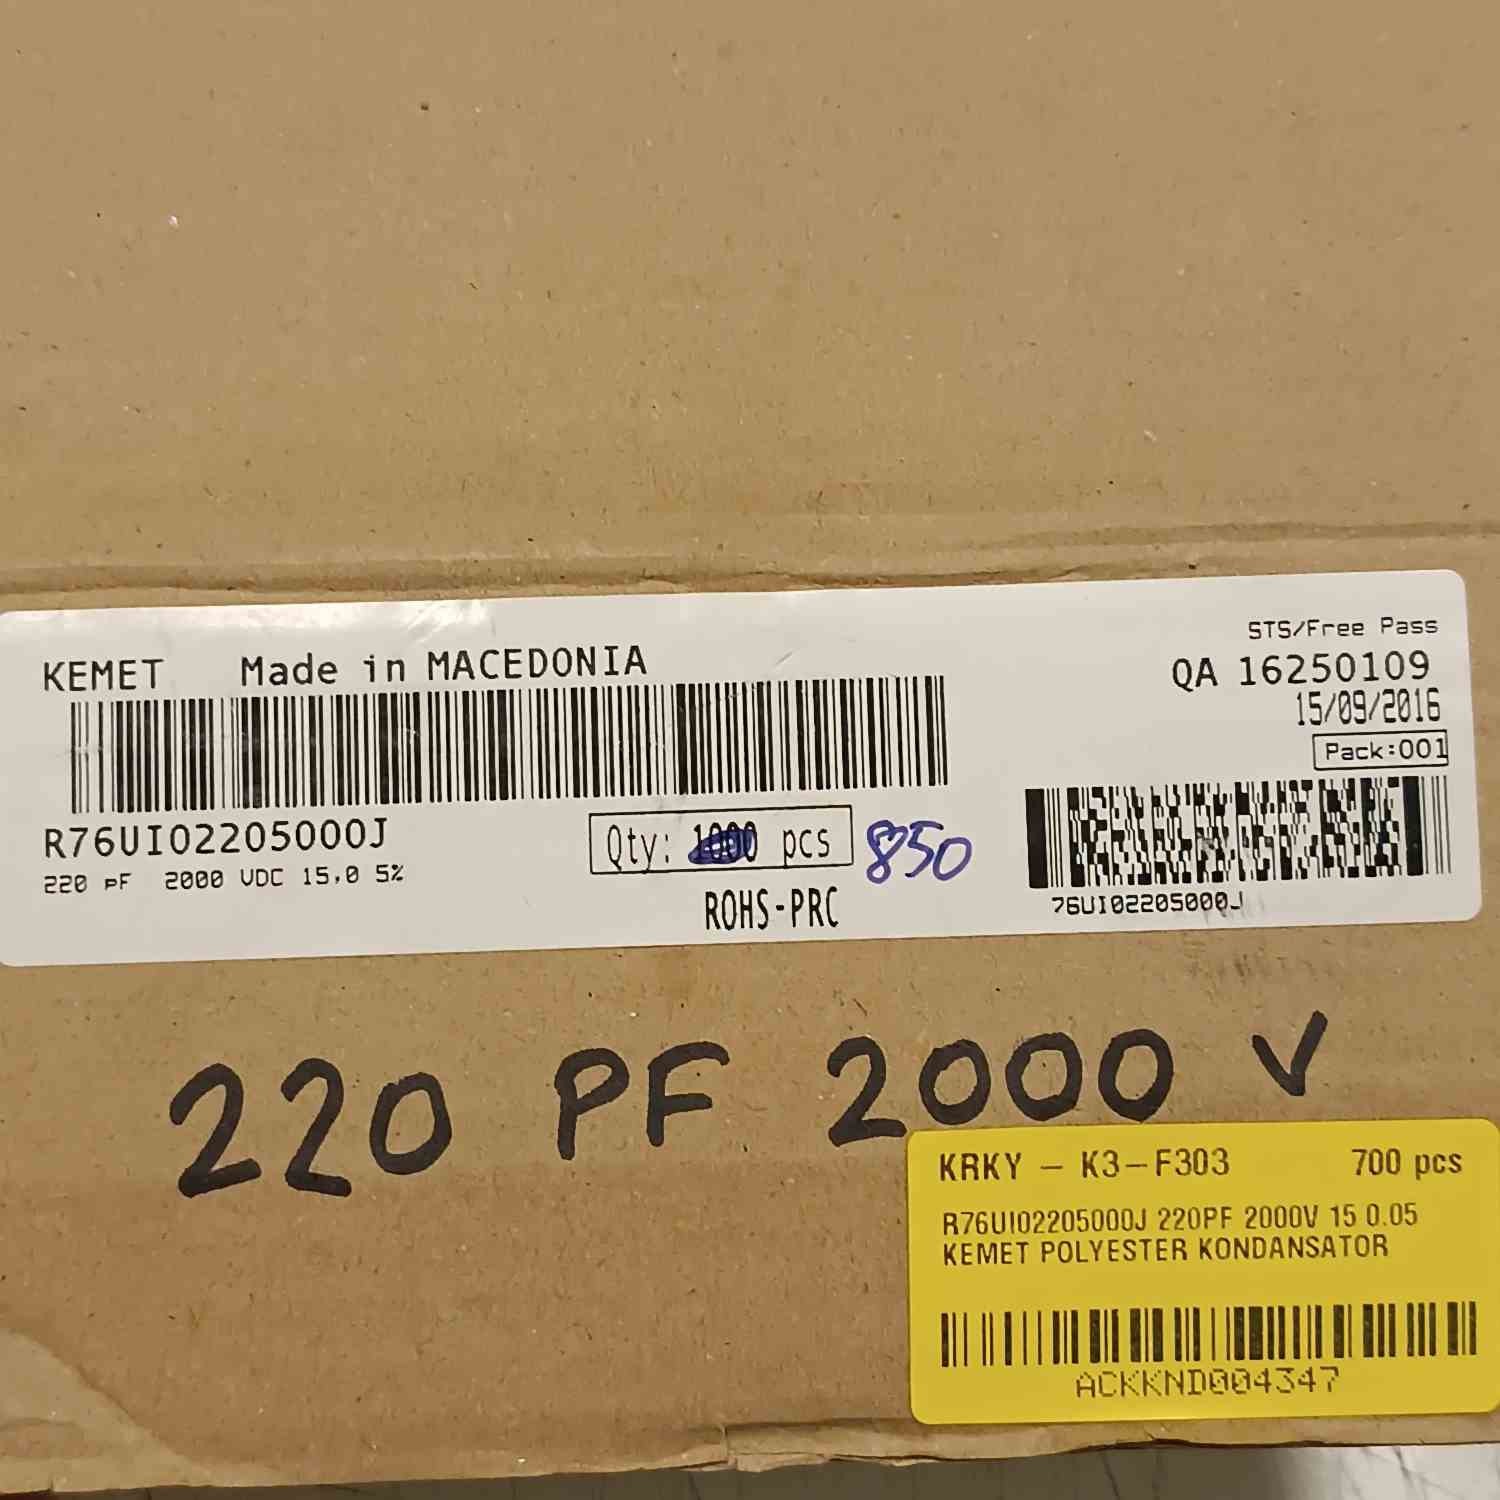 KEMET Made in MACEDONIA
STS/Free Pass
QA 16250109
15/09/2016
Pack:001
R76UI02205000J
220 pF 2000 VDC 15,0 5%
Qty: 1000 pcs 850
ROHS-PRC
76UI02205000J
220 PF 2000 V
KRKY - K3-F303 700 pcs
R76UI02205000J 220PF 2000V 15 0.05
KEMET POLYESTER KONDANSATOR
ACKKND004347